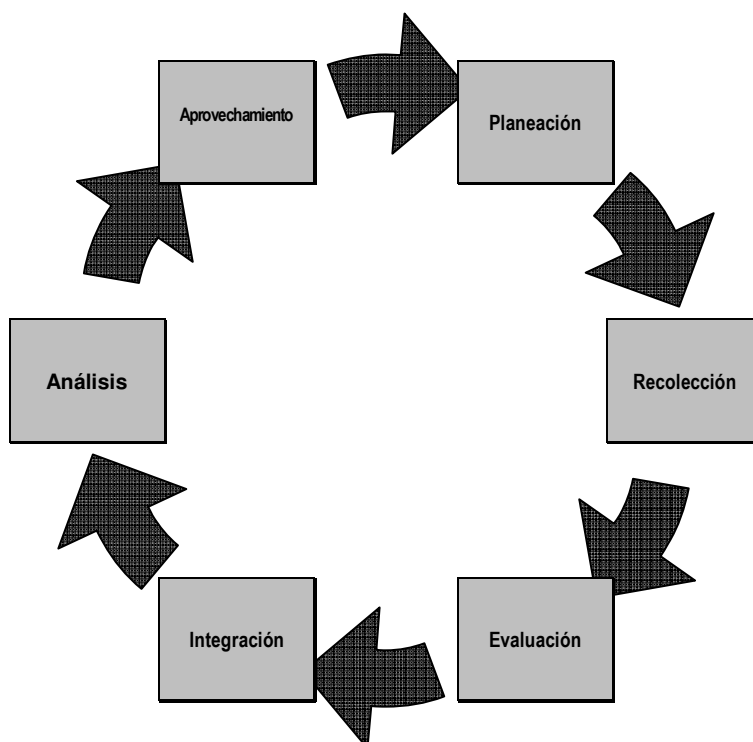 Aprovechamiento
Planeación
Análisis
Recolección
Integración
Evaluación